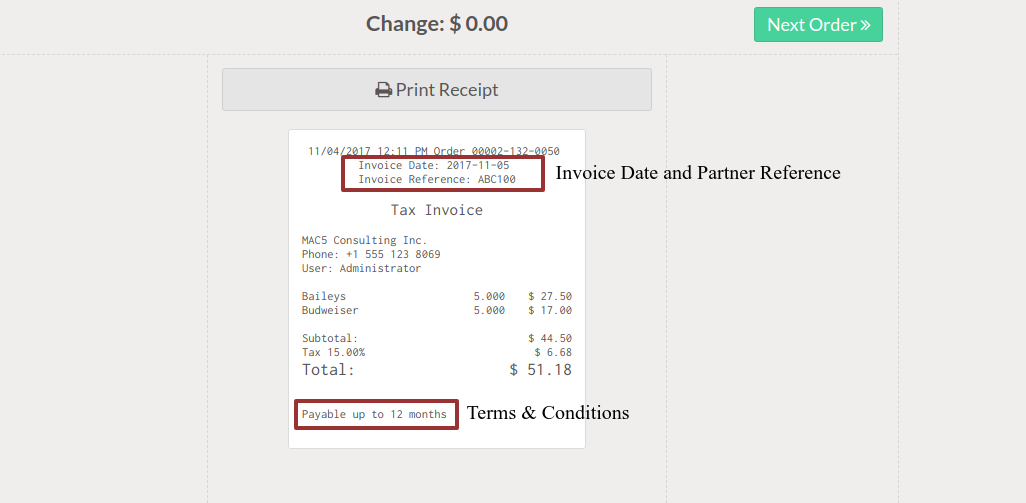 Change: $ 0.00
Next Order »
Print Receipt
11/04/2017 12:11 PM Order 00002-132-0050
Invoice Date: 2017-11-05
Invoice Reference: ABC100
Invoice Date and Partner Reference
Tax Invoice
MAC5 Consulting Inc.
Phone: +1 555 123 8069
User: Administrator
Baileys 5.000 $ 27.50
Budweiser 5.000 $ 17.00
Subtotal: $ 44.50
Tax 15.00% $ 6.68
Total: $ 51.18
Payable up to 12 months
Terms & Conditions